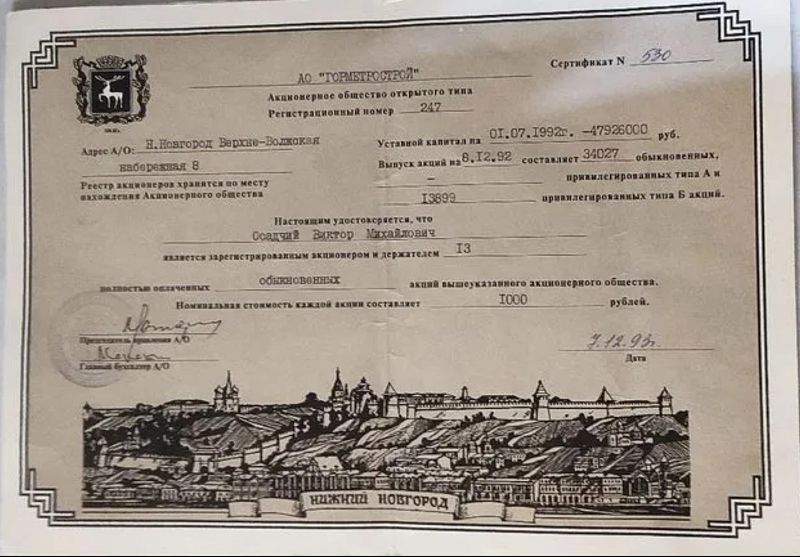 Сертификат N 530
АО "ГОРМЕТРОСТРОЙ"
Акционерное общество открытого типа
Регистрационный номер 247
Адрес А/О: Н.Новгород Верхне-Волжская
набережная 8
Реестр акционеров хранится по месту
нахождения Акционерного общества
Уставной капитал на 01.07.1992г. -47926000 руб.
Выпуск акций на 8.12.92 составляет 34027 обыкновенных,
– привилегированных типа А и
13899 привилегированных типа Б акций.
Настоящим удостоверяется, что
Осадчий Виктор Михайлович
является зарегистрированным акционером и держателем 13
полностью оплаченных обыкновенных акций вышеуказанного акционерного общества.
Номинальная стоимость каждой акции составляет 1000 рублей.
Председатель правления А/О
Главный бухгалтер А/О
7.12.93г.
Дата
НИЖНИЙ НОВГОРОД